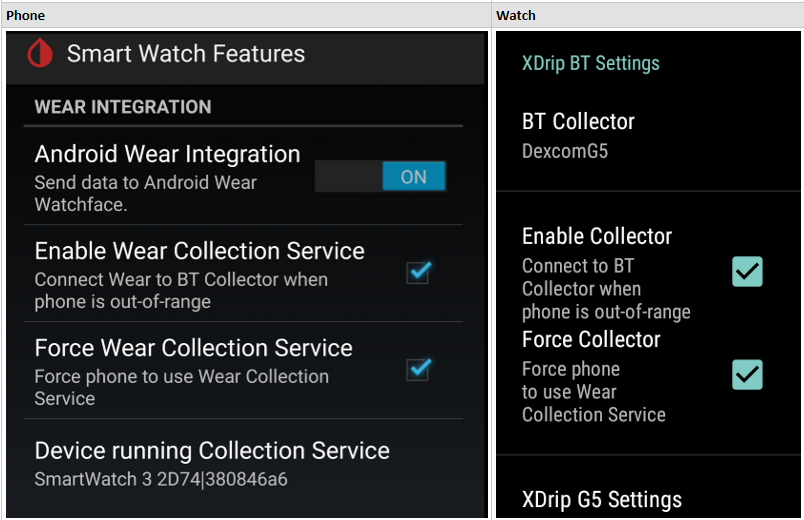 Phone
Smart Watch Features
WEAR INTEGRATION
Android Wear Integration
Send data to Android Wear
Watchface.
ON
Enable Wear Collection Service
Connect Wear to BT Collector when
phone is out-of-range
Force Wear Collection Service
Force phone to use Wear Collection
Service
Device running Collection Service
SmartWatch 3 2D74|380846a6
Watch
XDrip BT Settings
BT Collector
DexcomG5
Enable Collector
Connect to BT
Collector when
phone is out-of-range
Force Collector
Force phone
to use Wear
Collection Service
XDrip G5 Settings